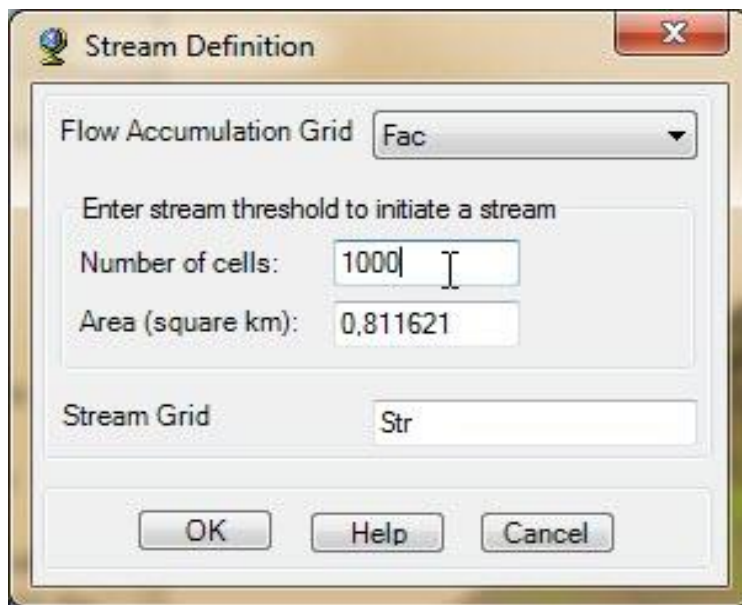 Stream Definition
Flow Accumulation Grid Fac
Enter stream threshold to initiate a stream
Number of cells: 1000
Area (square km): 0,811621
Stream Grid Str
OK Help Cancel